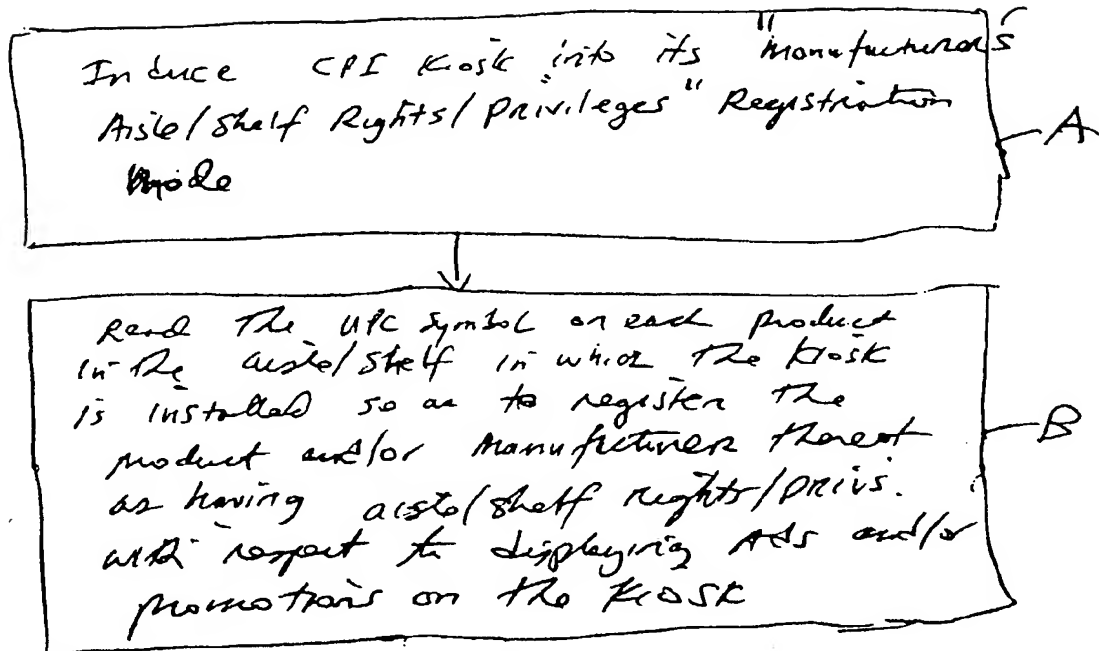 Induce CPI Kiosk into its "Manufacturer's
Aisle/Shelf Rights/Privileges" Registration
Mode
A
Read The UPC symbol on each product
in the aisle/shelf in which the Kiosk
is installed so as to register the
product and/or Manufacturer thereof
as having aisle/shelf rights/privs.
with respect to displaying Ads and/or
promotions on the Kiosk
B